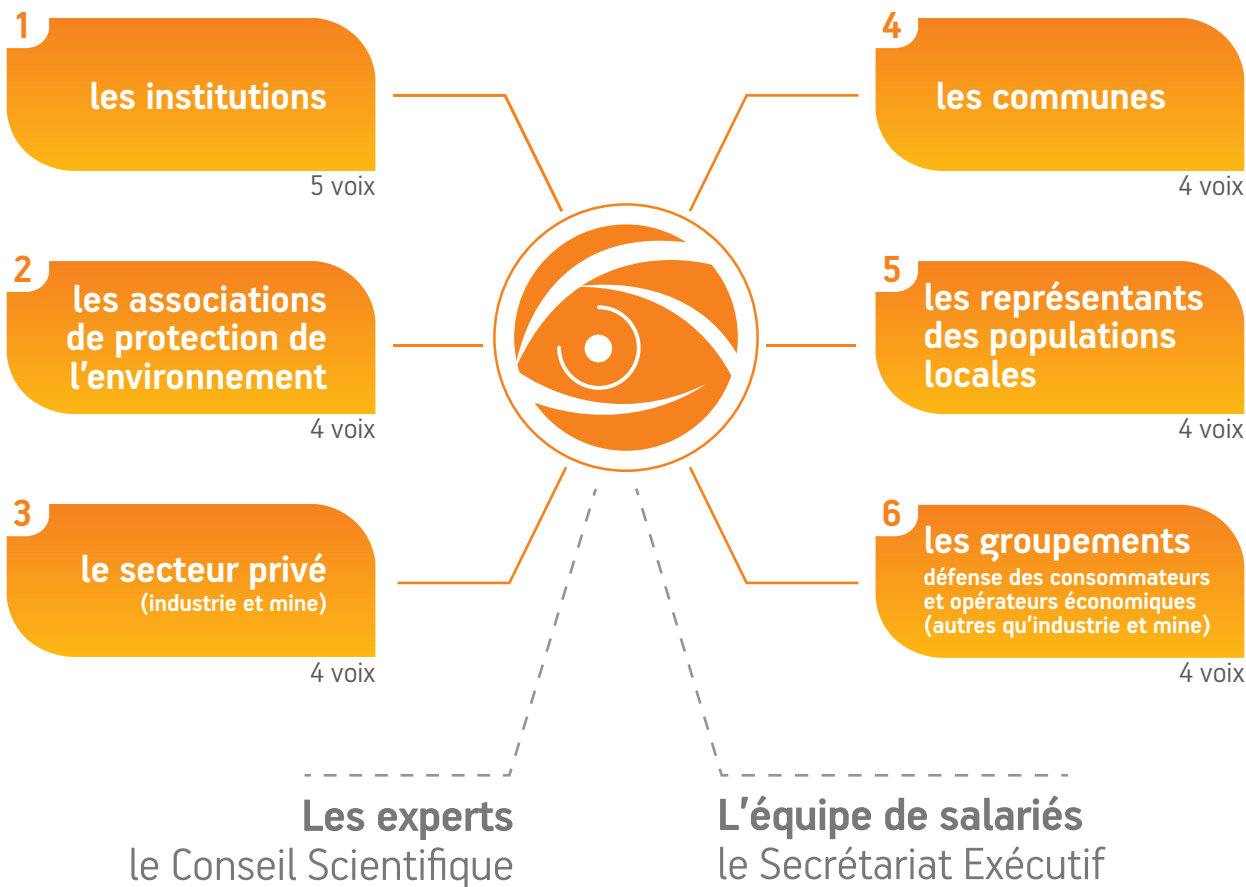 1
les institutions
5 voix
2
les associations
de protection de
l'environnement
4 voix
3
le secteur privé
(industrie et mine)
4 voix
4
les communes
4 voix
5
les représentants
des populations
locales
4 voix
6
les groupements
défense des consommateurs
et opérateurs économiques
(autres qu'industrie et mine)
4 voix
Les experts
le Conseil Scientifique
L'équipe de salariés
le Secrétariat Exécutif